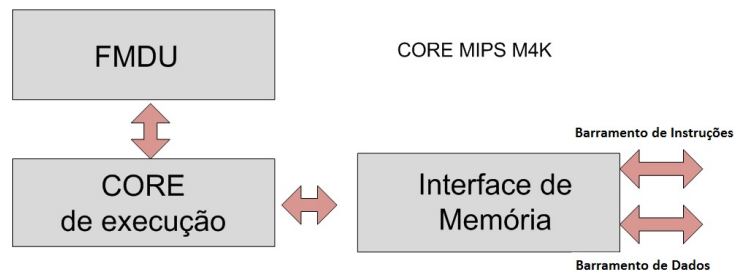 FMDU
CORE MIPS M4K
Barramento de Instruções
CORE
de execução
Interface de
Memória
Barramento de Dados